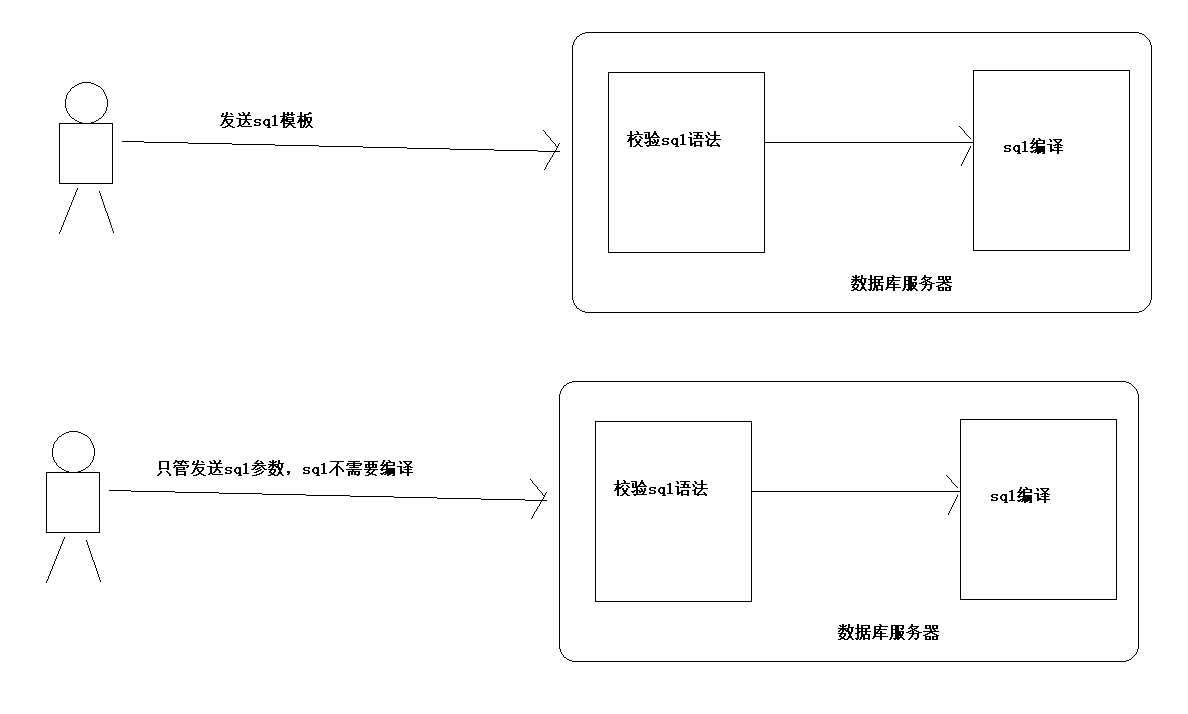 发送sql模板
校验sql语法
sql编译
数据库服务器
只管发送sql参数，sql不需要编译
校验sql语法
sql编译
数据库服务器